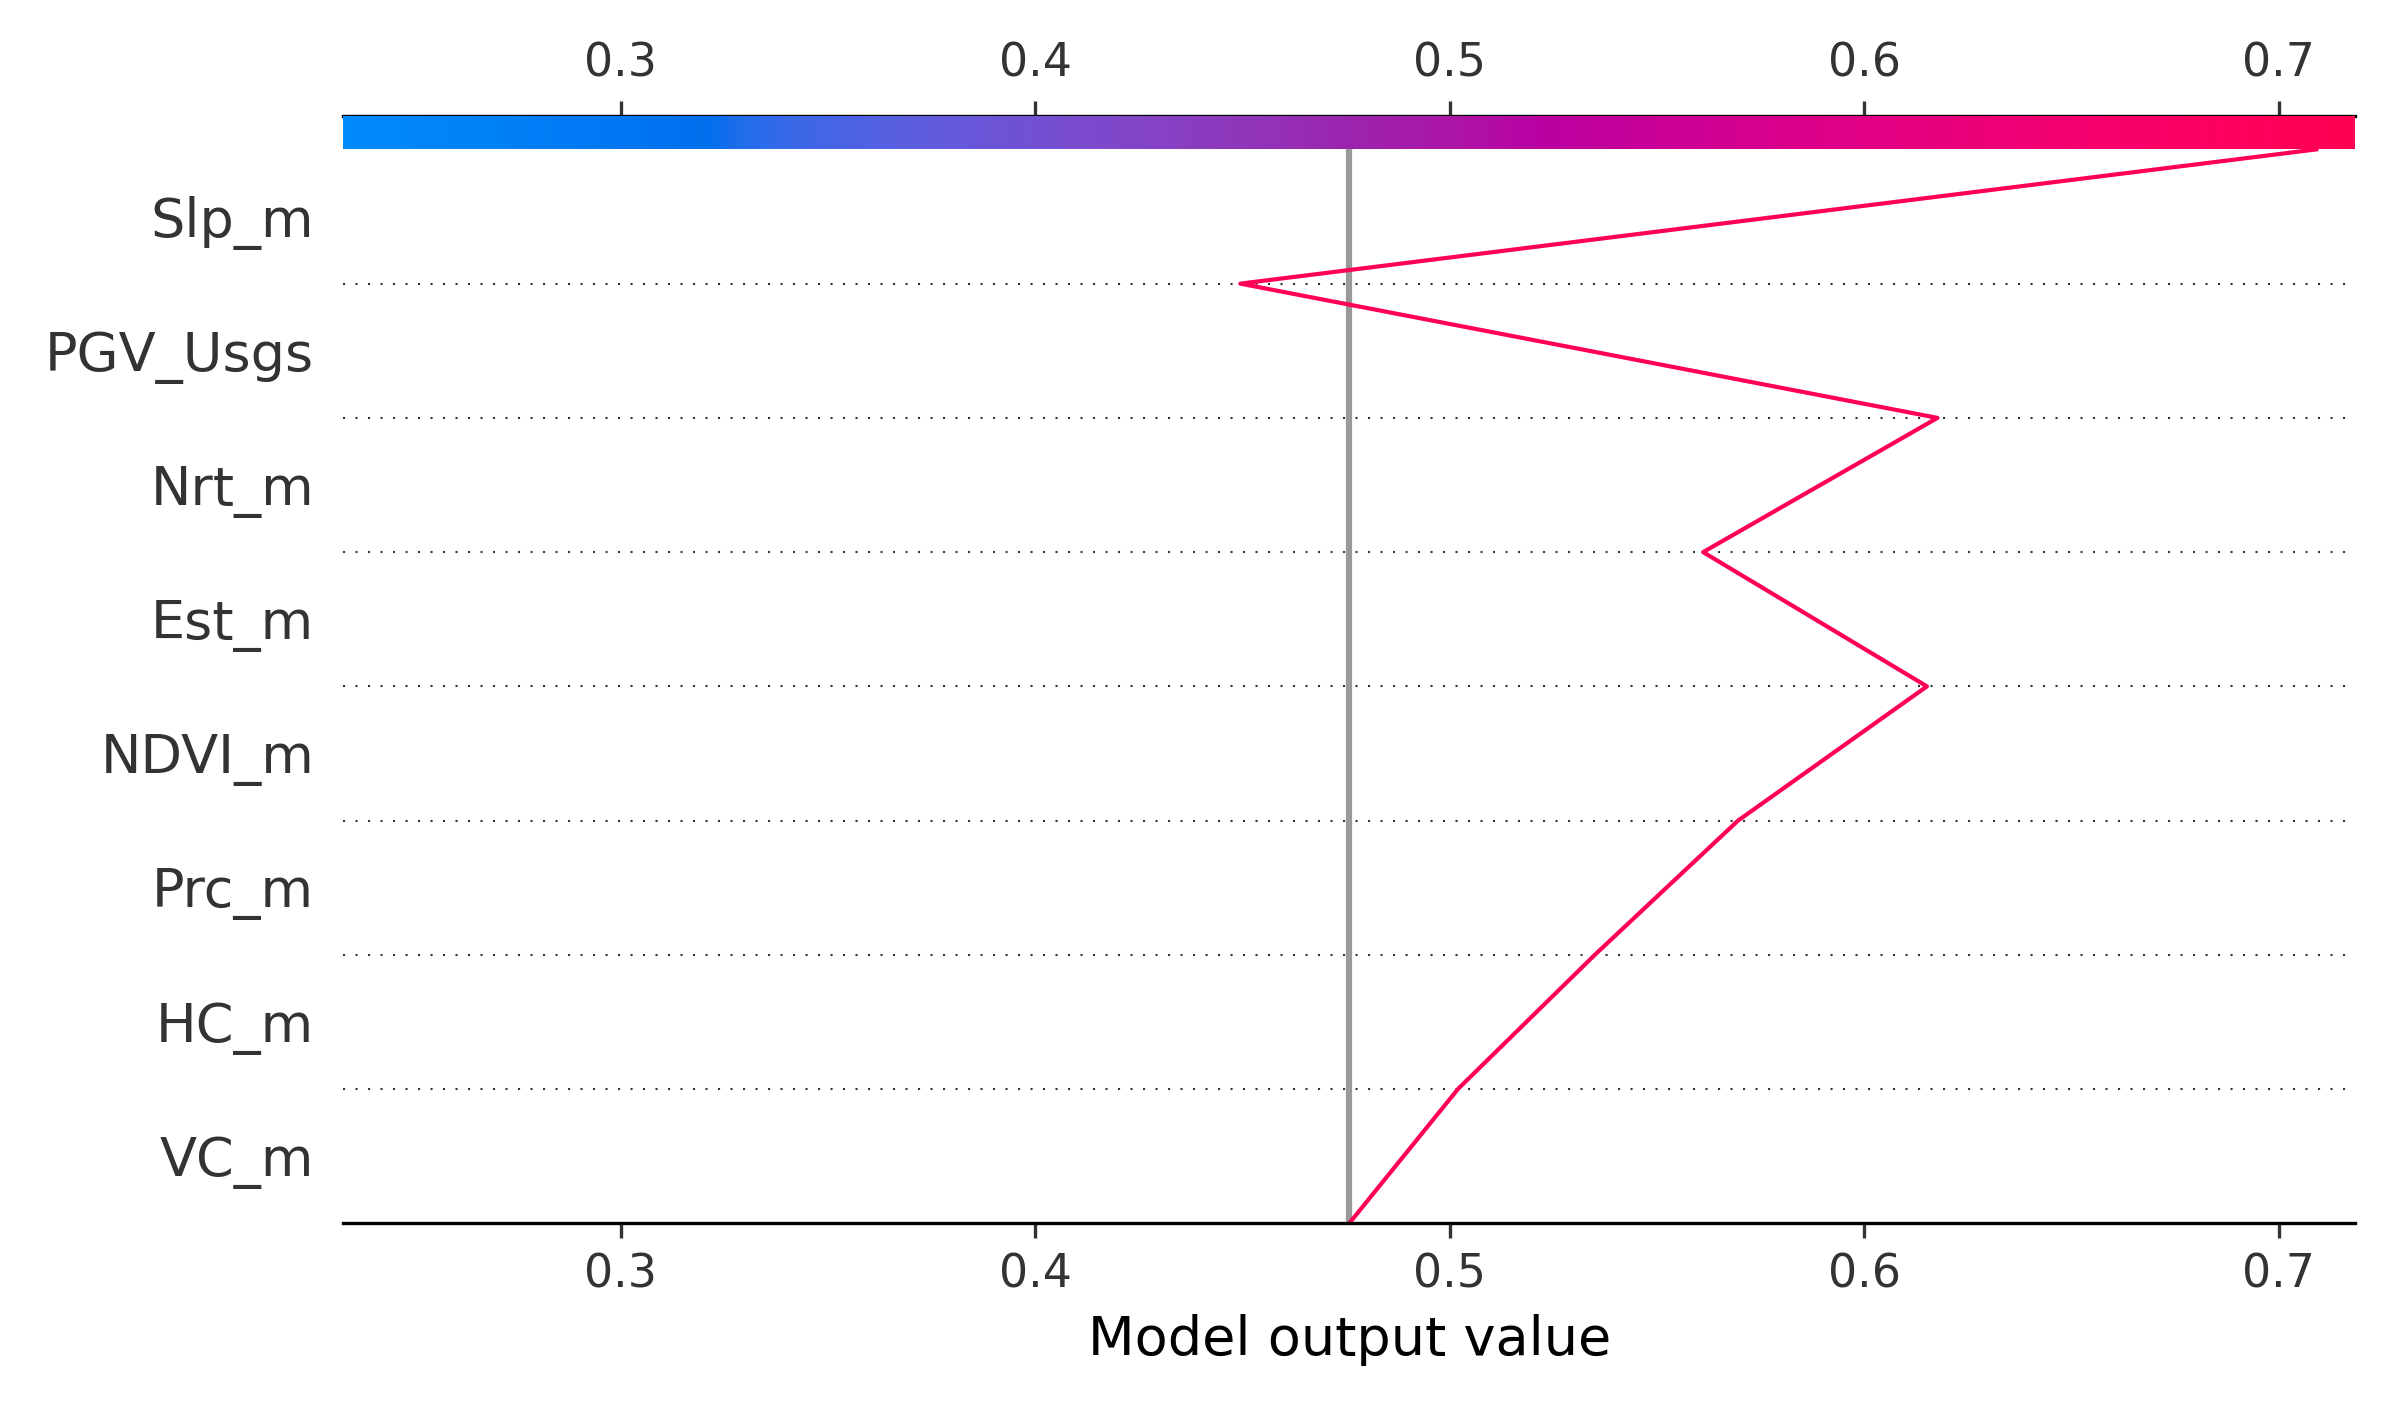 0.3 0.4 0.5 0.6 0.7
Slp_m
PGV_Usgs
Nrt_m
Est_m
NDVI_m
Prc_m
HC_m
VC_m
0.3 0.4 0.5 0.6 0.7
Model output value